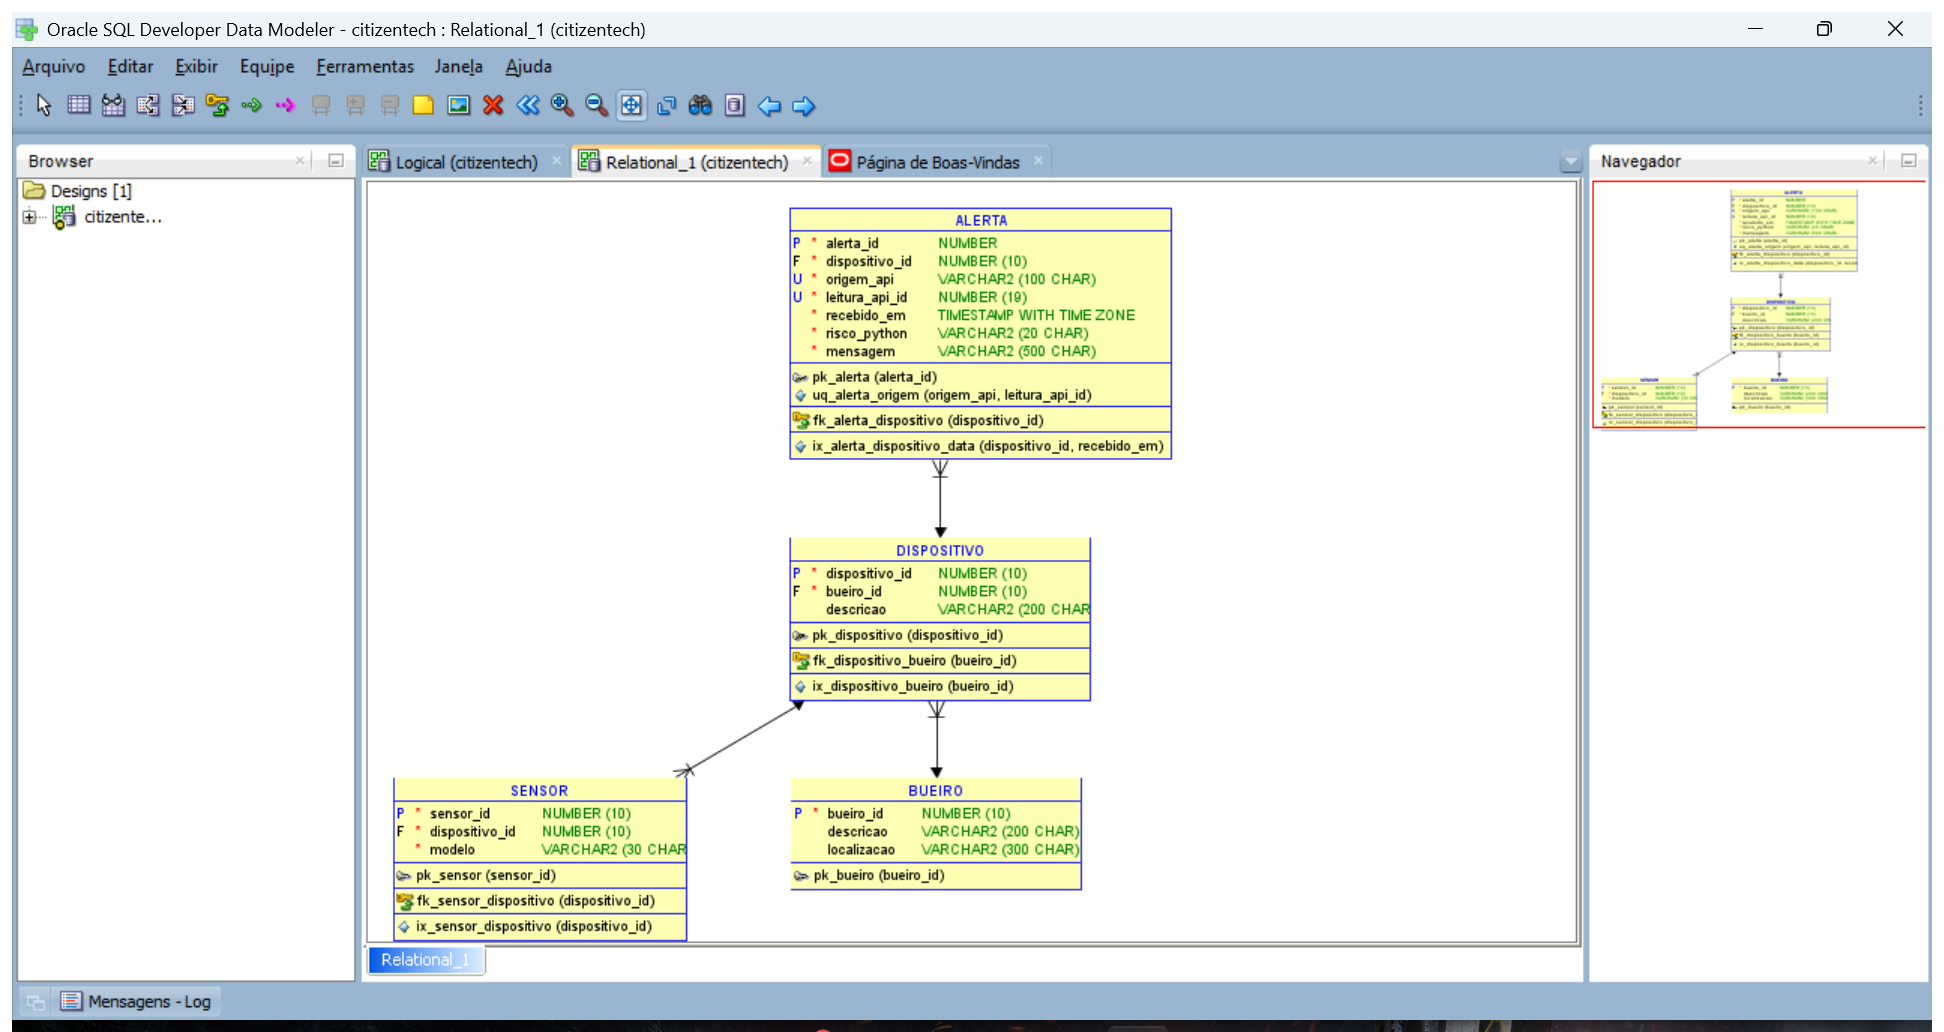 Oracle SQL Developer Data Modeler - citizentech : Relational_1 (citizentech)
Arquivo Editar Exibir Equipe Ferramentas Janela Ajuda
Browser
Designs [1]
citizente...
Logical (citizentech)
Relational_1 (citizentech)
Página de Boas-Vindas
Navegador
ALERTA
P * alerta_id NUMBER
F * dispositivo_id NUMBER (10)
U * origem_api VARCHAR2 (100 CHAR)
U * leitura_api_id NUMBER (19)
* recebido_em TIMESTAMP WITH TIME ZONE
* risco_python VARCHAR2 (20 CHAR)
* mensagem VARCHAR2 (500 CHAR)
pk_alerta (alerta_id)
uq_alerta_origem (origem_api, leitura_api_id)
fk_alerta_dispositivo (dispositivo_id)
ix_alerta_dispositivo_data (dispositivo_id, recebido_em)
DISPOSITIVO
P * dispositivo_id NUMBER (10)
F * bueiro_id NUMBER (10)
descricao VARCHAR2 (200 CHAR
pk_dispositivo (dispositivo_id)
fk_dispositivo_bueiro (bueiro_id)
ix_dispositivo_bueiro (bueiro_id)
SENSOR
P * sensor_id NUMBER (10)
F * dispositivo_id NUMBER (10)
* modelo VARCHAR2 (30 CHAR
pk_sensor (sensor_id)
fk_sensor_dispositivo (dispositivo_id)
ix_sensor_dispositivo (dispositivo_id)
BUEIRO
P * bueiro_id NUMBER (10)
descricao VARCHAR2 (200 CHAR)
localizacao VARCHAR2 (300 CHAR)
pk_bueiro (bueiro_id)
Relational_1
Mensagens - Log